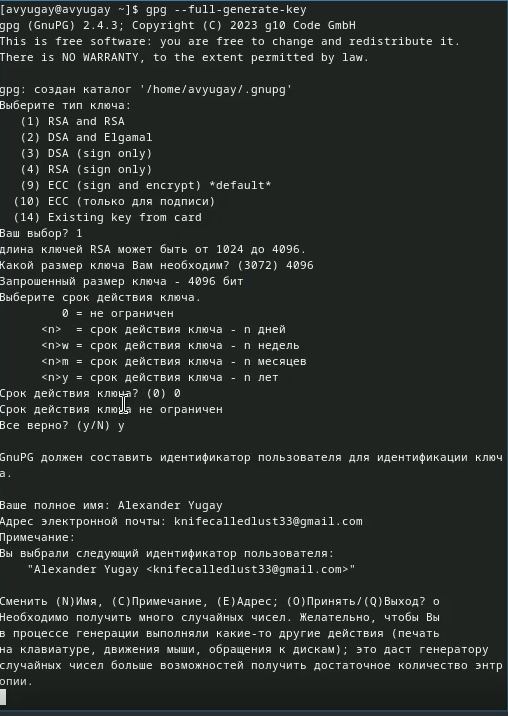 [avyugay@avyugay ~]$ gpg --full-generate-key
gpg (GnuPG) 2.4.3; Copyright (C) 2023 g10 Code GmbH
This is free software: you are free to change and redistribute it.
There is NO WARRANTY, to the extent permitted by law.
gpg: создан каталог '/home/avyugay/.gnupg'
Выберите тип ключа:
(1) RSA and RSA
(2) DSA and Elgamal
(3) DSA (sign only)
(4) RSA (sign only)
(9) ECC (sign and encrypt) *default*
(10) ECC (только для подписи)
(14) Existing key from card
Ваш выбор? 1
длина ключей RSA может быть от 1024 до 4096.
Какой размер ключа Вам необходим? (3072) 4096
Запрошенный размер ключа - 4096 бит
Выберите срок действия ключа.
0 = не ограничен
<n>  = срок действия ключа - n дней
<n>w = срок действия ключа - n недель
<n>m = срок действия ключа - n месяцев
<n>y = срок действия ключа - n лет
Срок действия ключа? (0) 0
Срок действия ключа не ограничен
Все верно? (y/N) y
GnuPG должен составить идентификатор пользователя для идентификации ключ
а.
Ваше полное имя: Alexander Yugay
Адрес электронной почты: knifecalledlust33@gmail.com
Примечание:
Вы выбрали следующий идентификатор пользователя:
"Alexander Yugay <knifecalledlust33@gmail.com>"
Сменить (N)Имя, (C)Примечание, (E)Адрес; (O)Принять/(Q)Выход? o
Необходимо получить много случайных чисел. Желательно, чтобы Вы
в процессе генерации выполняли какие-то другие действия (печать
на клавиатуре, движения мыши, обращения к дискам); это даст генератору
случайных чисел больше возможностей получить достаточное количество энтр
опии.